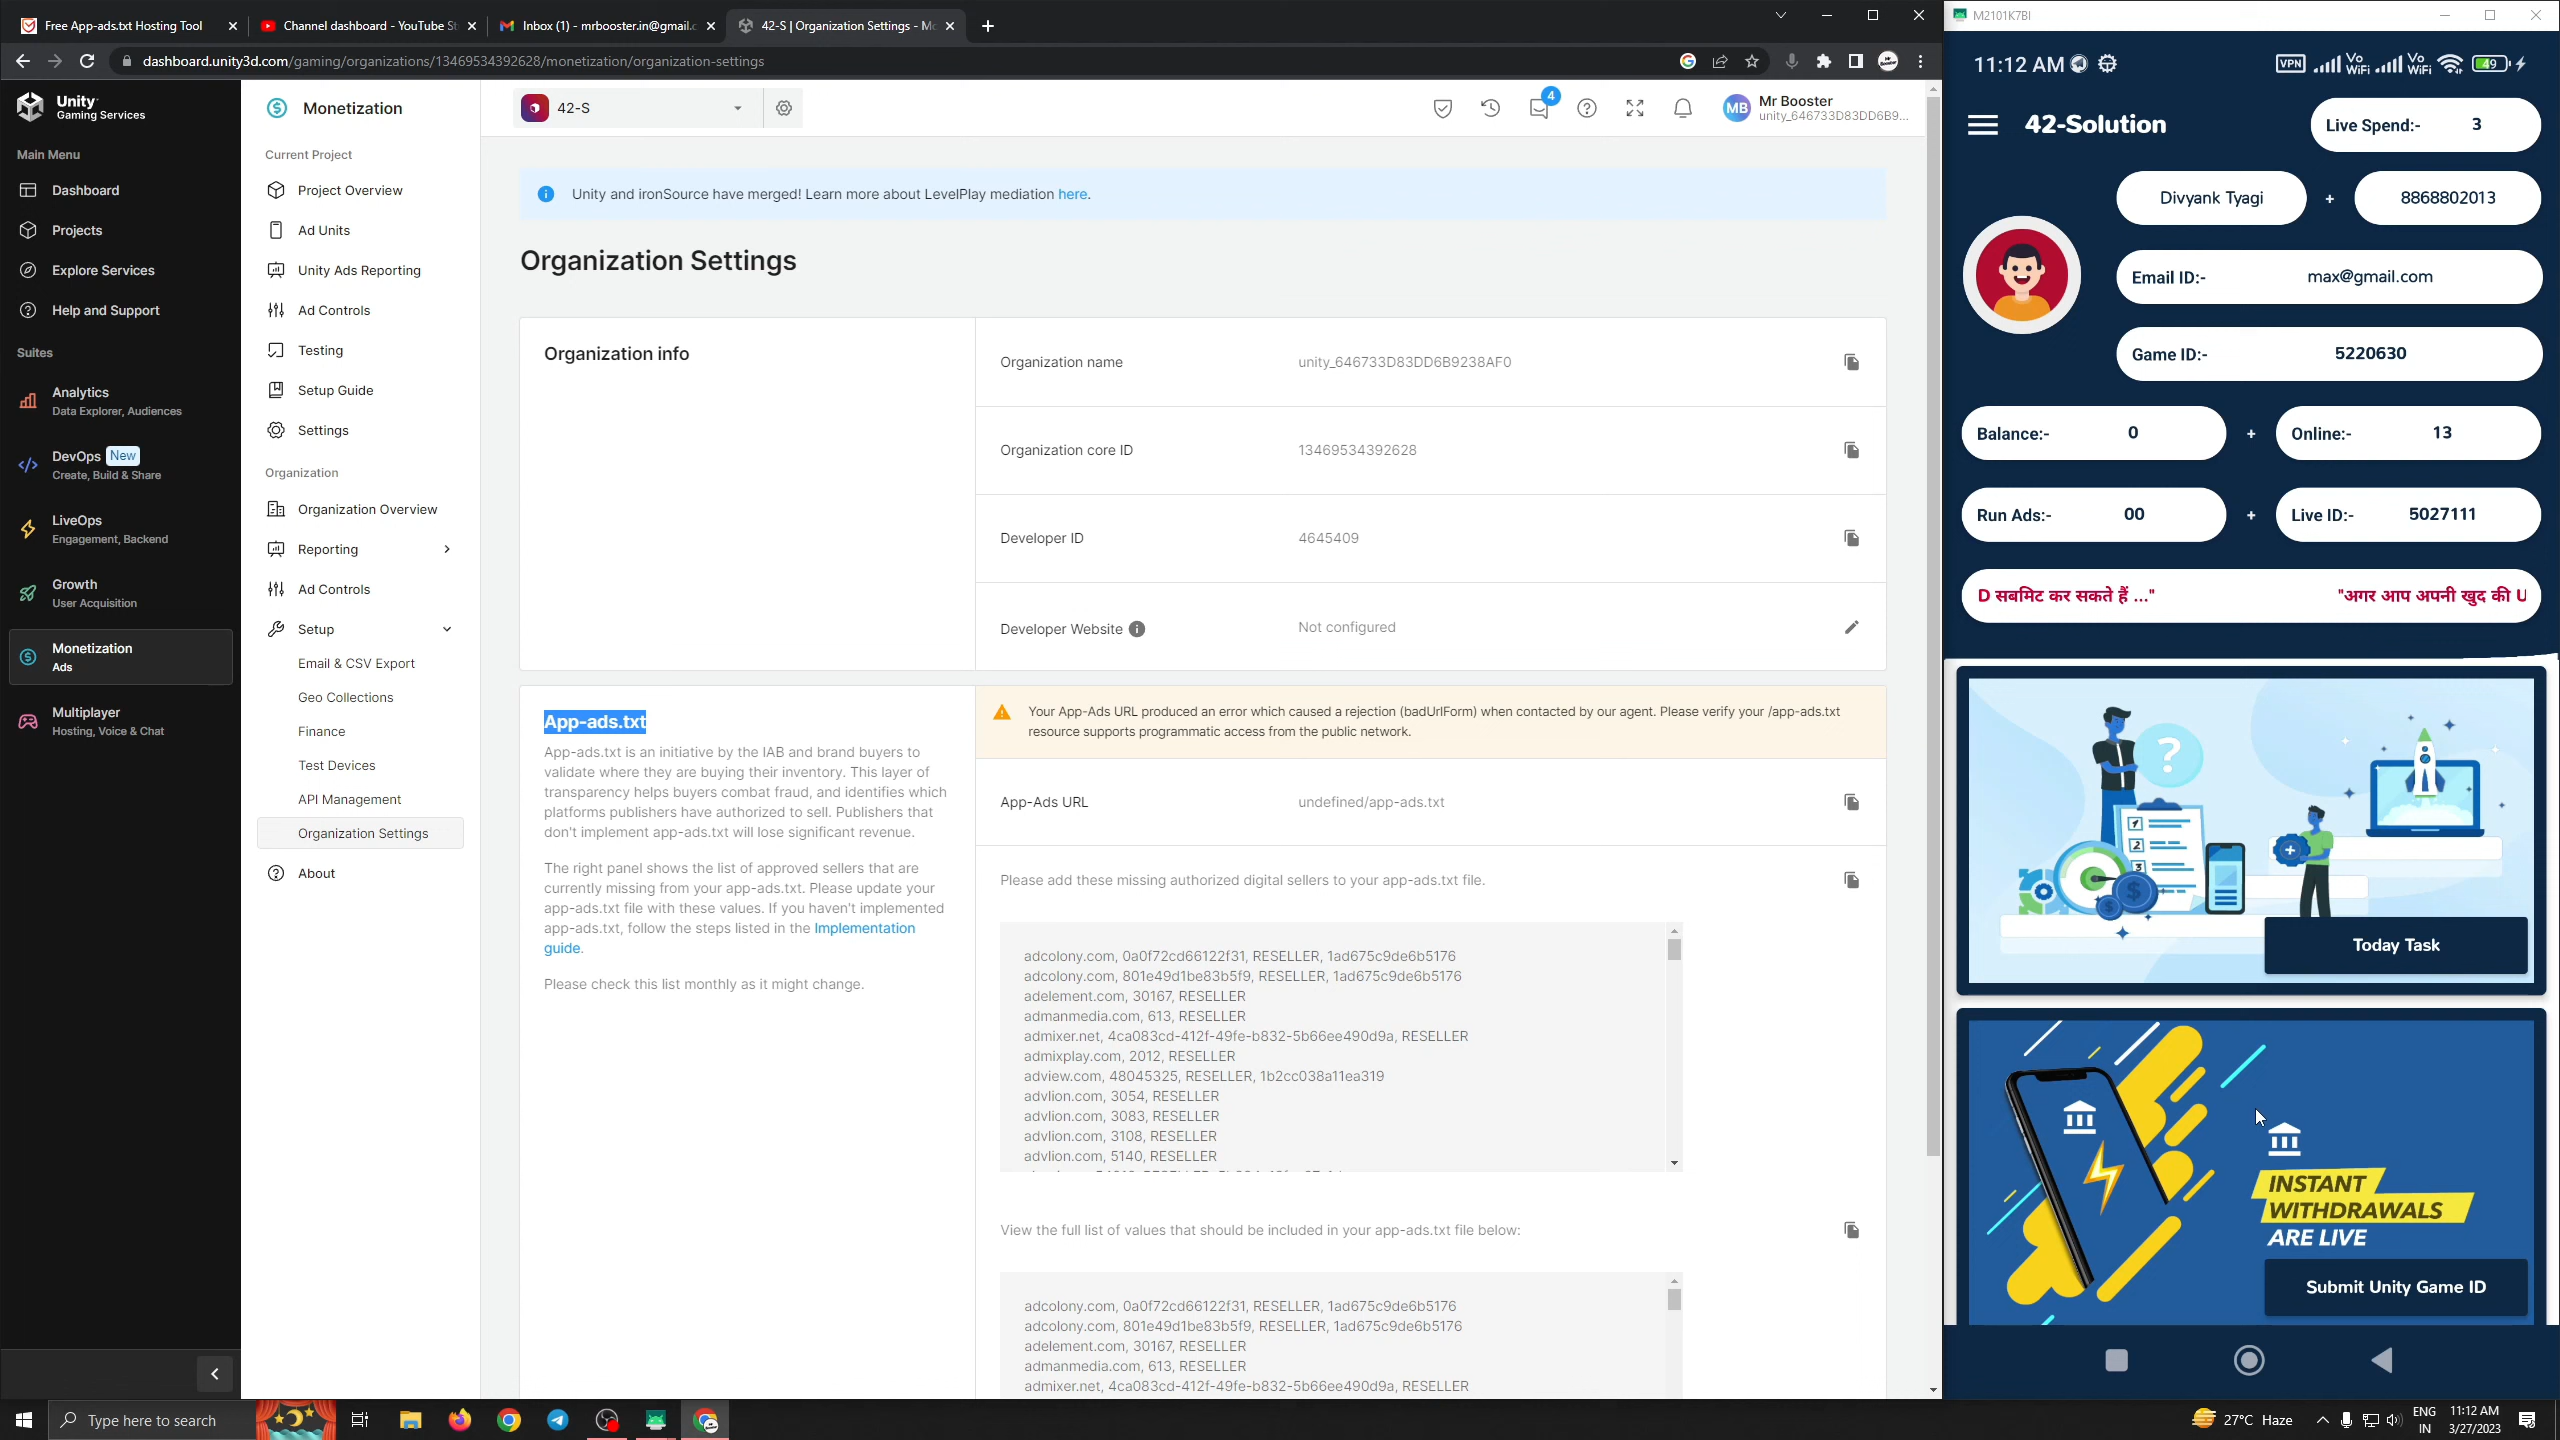 Free App-ads.txt Hosting Tool
Channel dashboard - YouTube St
Inbox (1) - mrbooster.in@gmail.c
42-S | Organization Settings - Mo
dashboard.unity3d.com/gaming/organizations/13469534392628/monetization/organization-settings
Unity
Gaming Services
Main Menu
Dashboard
Projects
Explore Services
Help and Support
Suites
Analytics
Data Explorer, Audiences
DevOps New
Create, Build & Share
LiveOps
Engagement, Backend
Growth
User Acquisition
Monetization
Ads
Multiplayer
Hosting, Voice & Chat
Monetization
Current Project
Project Overview
Ad Units
Unity Ads Reporting
Ad Controls
Testing
Setup Guide
Settings
Organization
Organization Overview
Reporting
Ad Controls
Setup
Email & CSV Export
Geo Collections
Finance
Test Devices
API Management
Organization Settings
About
42-S
4
MB
Mr Booster
unity_646733D83DD6B9...
Unity and ironSource have merged! Learn more about LevelPlay mediation here.
Organization Settings
Organization info
Organization name unity_646733D83DD6B9238AF0
Organization core ID 13469534392628
Developer ID 4645409
Developer Website Not configured
App-ads.txt
App-ads.txt is an initiative by the IAB and brand buyers to
validate where they are buying their inventory. This layer of
transparency helps buyers combat fraud, and identifies which
platforms publishers have authorized to sell. Publishers that
don't implement app-ads.txt will lose significant revenue.
The right panel shows the list of approved sellers that are
currently missing from your app-ads.txt. Please update your
app-ads.txt file with these values. If you haven't implemented
app-ads.txt, follow the steps listed in the Implementation
guide.
Please check this list monthly as it might change.
Your App-Ads URL produced an error which caused a rejection (badUrlForm) when contacted by our agent. Please verify your /app-ads.txt
resource supports programmatic access from the public network.
App-Ads URL undefined/app-ads.txt
Please add these missing authorized digital sellers to your app-ads.txt file.
adcolony.com, 0a0f72cd66122f31, RESELLER, 1ad675c9de6b5176
adcolony.com, 801e49d1be83b5f9, RESELLER, 1ad675c9de6b5176
adelement.com, 30167, RESELLER
admanmedia.com, 613, RESELLER
admixer.net, 4ca083cd-412f-49fe-b832-5b66ee490d9a, RESELLER
admixplay.com, 2012, RESELLER
adview.com, 48045325, RESELLER, 1b2cc038a11ea319
advlion.com, 3054, RESELLER
advlion.com, 3083, RESELLER
advlion.com, 3108, RESELLER
advlion.com, 5140, RESELLER
View the full list of values that should be included in your app-ads.txt file below:
adcolony.com, 0a0f72cd66122f31, RESELLER, 1ad675c9de6b5176
adcolony.com, 801e49d1be83b5f9, RESELLER, 1ad675c9de6b5176
adelement.com, 30167, RESELLER
admanmedia.com, 613, RESELLER
admixer.net, 4ca083cd-412f-49fe-b832-5b66ee490d9a, RESELLER
M2101K7BI
11:12 AM VPN Vo WiFi Vo WiFi 49
42-Solution
Live Spend:- 3
Divyank Tyagi + 8868802013
Email ID:- max@gmail.com
Game ID:- 5220630
Balance:- 0 + Online:- 13
Run Ads:- 00 + Live ID:- 5027111
D सबमिट कर सकते हैं ..." "अगर आप अपनी खुद की U
?
1
2
3
Today Task
INSTANT
WITHDRAWALS
ARE LIVE
Submit Unity Game ID
Type here to search
27°C Haze
ENG
IN
11:12 AM
3/27/2023